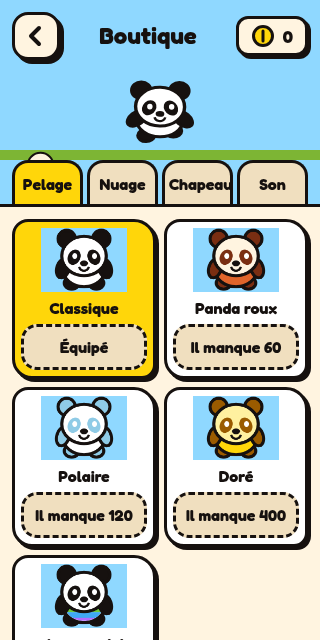 Boutique
0
Pelage
Nuage
Chapeau
Son
Classique
Panda roux
Équipé
Il manque 60
Polaire
Doré
Il manque 120
Il manque 400